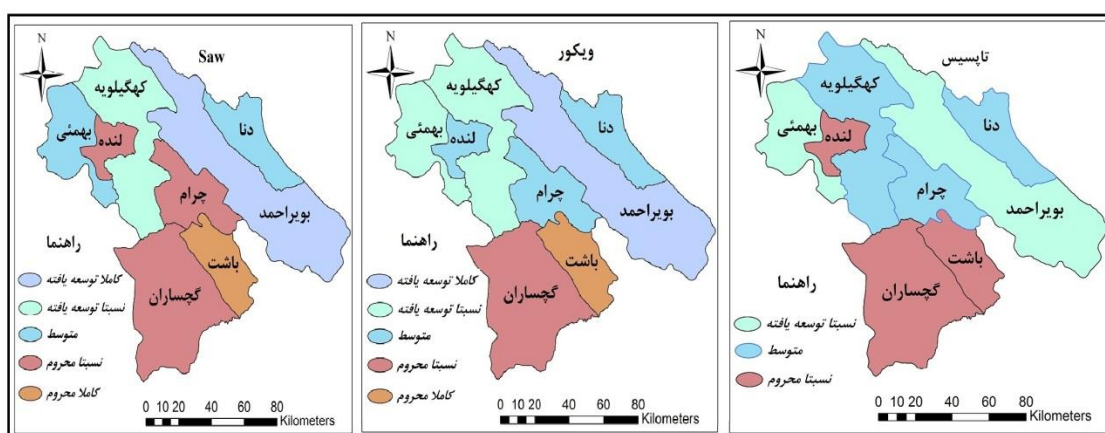 N
Saw
کهگیلویه
بهمئی
لنده
دنا
چرام
بویراحمد
باشت
گچساران
راهنما
کاملا توسعه یافته
نسبتا توسعه یافته
متوسط
نسبتا محروم
کاملا محروم
0 10 20 40 60 80
Kilometers
N
ویکور
کهگیلویه
بهمئی
لنده
دنا
چرام
بویراحمد
باشت
گچساران
راهنما
کاملا توسعه یافته
نسبتا توسعه یافته
متوسط
نسبتا محروم
کاملا محروم
0 10 20 40 60 80
Kilometers
N
تاپسیس
کهگیلویه
بهمئی
لنده
دنا
چرام
بویراحمد
باشت
گچساران
راهنما
نسبتا توسعه یافته
متوسط
نسبتا محروم
0 10 20 40 60 80
Kilometers